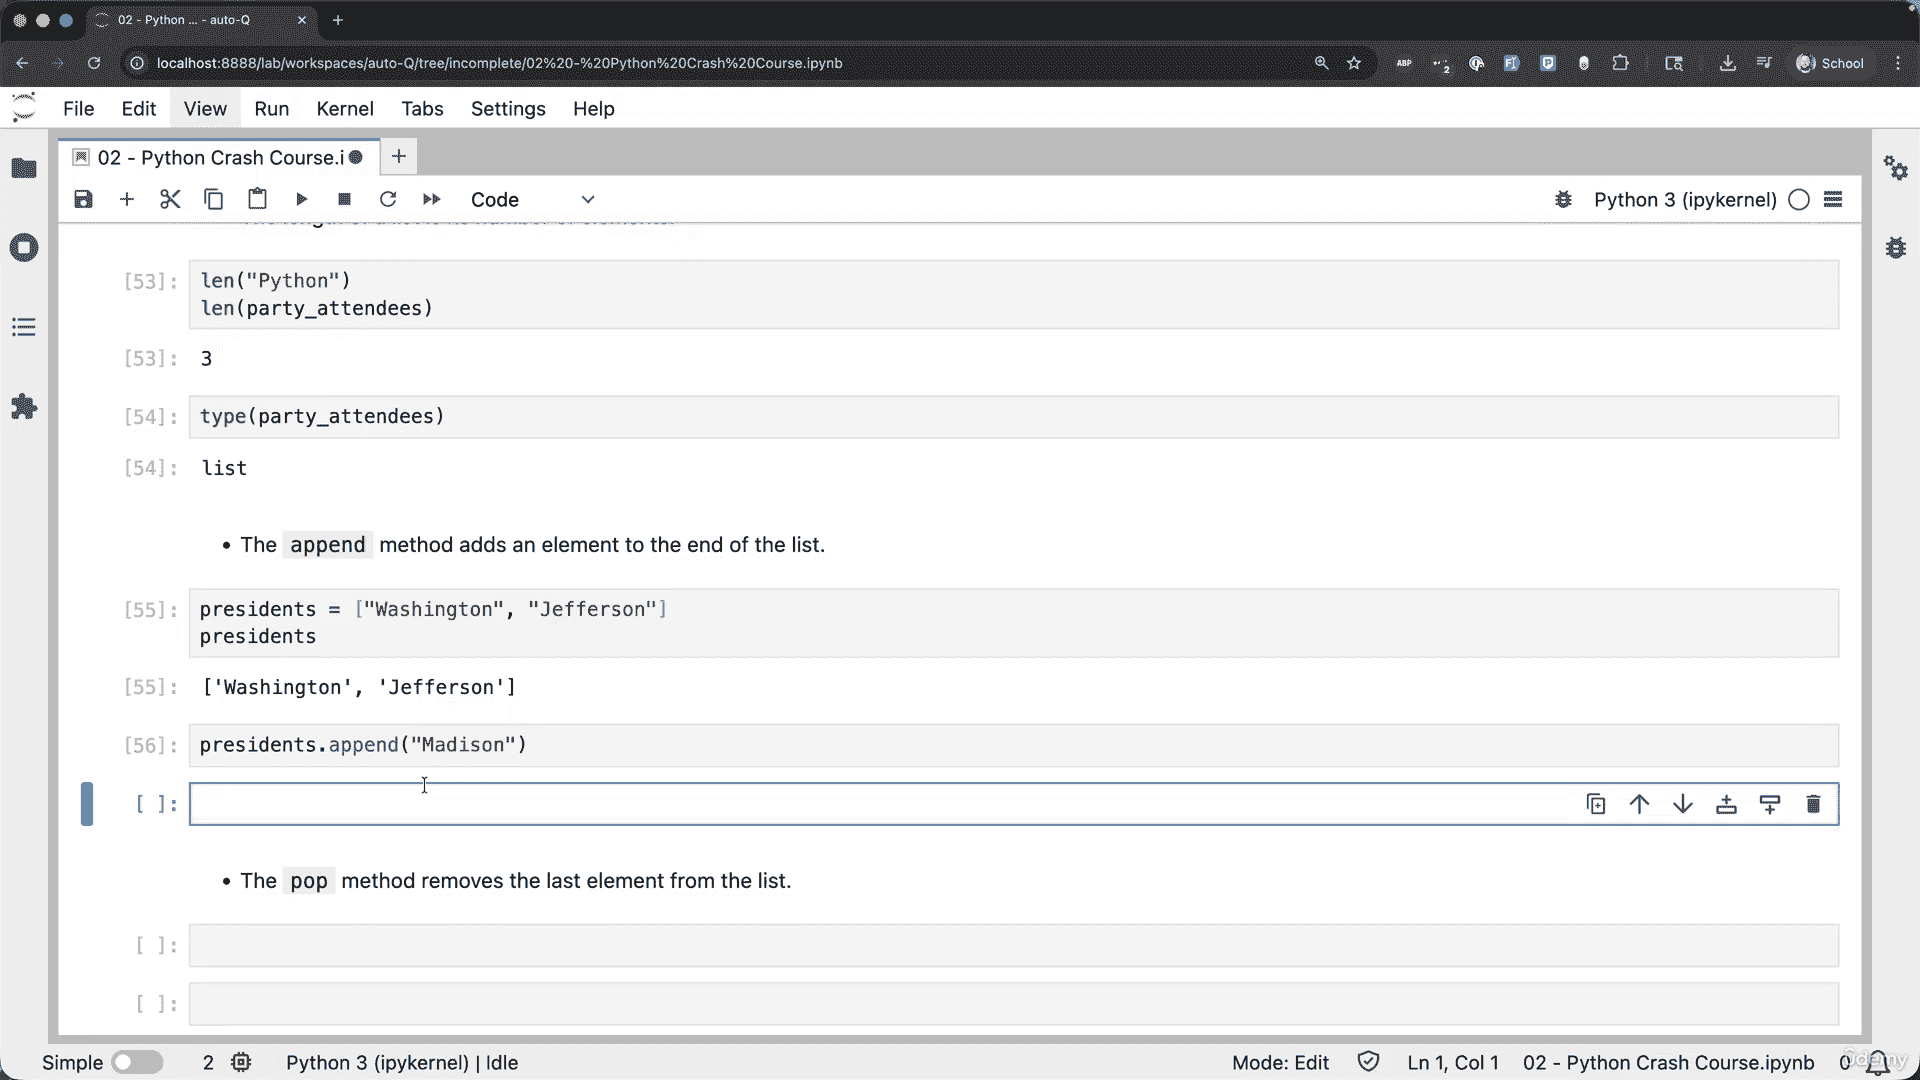 02 - Python ... - auto-Q
localhost:8888/lab/workspaces/auto-Q/tree/incomplete/02%20-%20Python%20Crash%20Course.ipynb
ABP
2
School
File Edit View Run Kernel Tabs Settings Help
02 - Python Crash Course.i
Code
Python 3 (ipykernel)
[53]: len("Python")
len(party_attendees)
[53]: 3
[54]: type(party_attendees)
[54]: list
• The append method adds an element to the end of the list.
[55]: presidents = ["Washington", "Jefferson"]
presidents
[55]: ['Washington', 'Jefferson']
[56]: presidents.append("Madison")
[ ]:
• The pop method removes the last element from the list.
[ ]:
[ ]:
Simple 2 Python 3 (ipykernel) | Idle Mode: Edit Ln 1, Col 1 02 - Python Crash Course.ipynb 0
Udemy